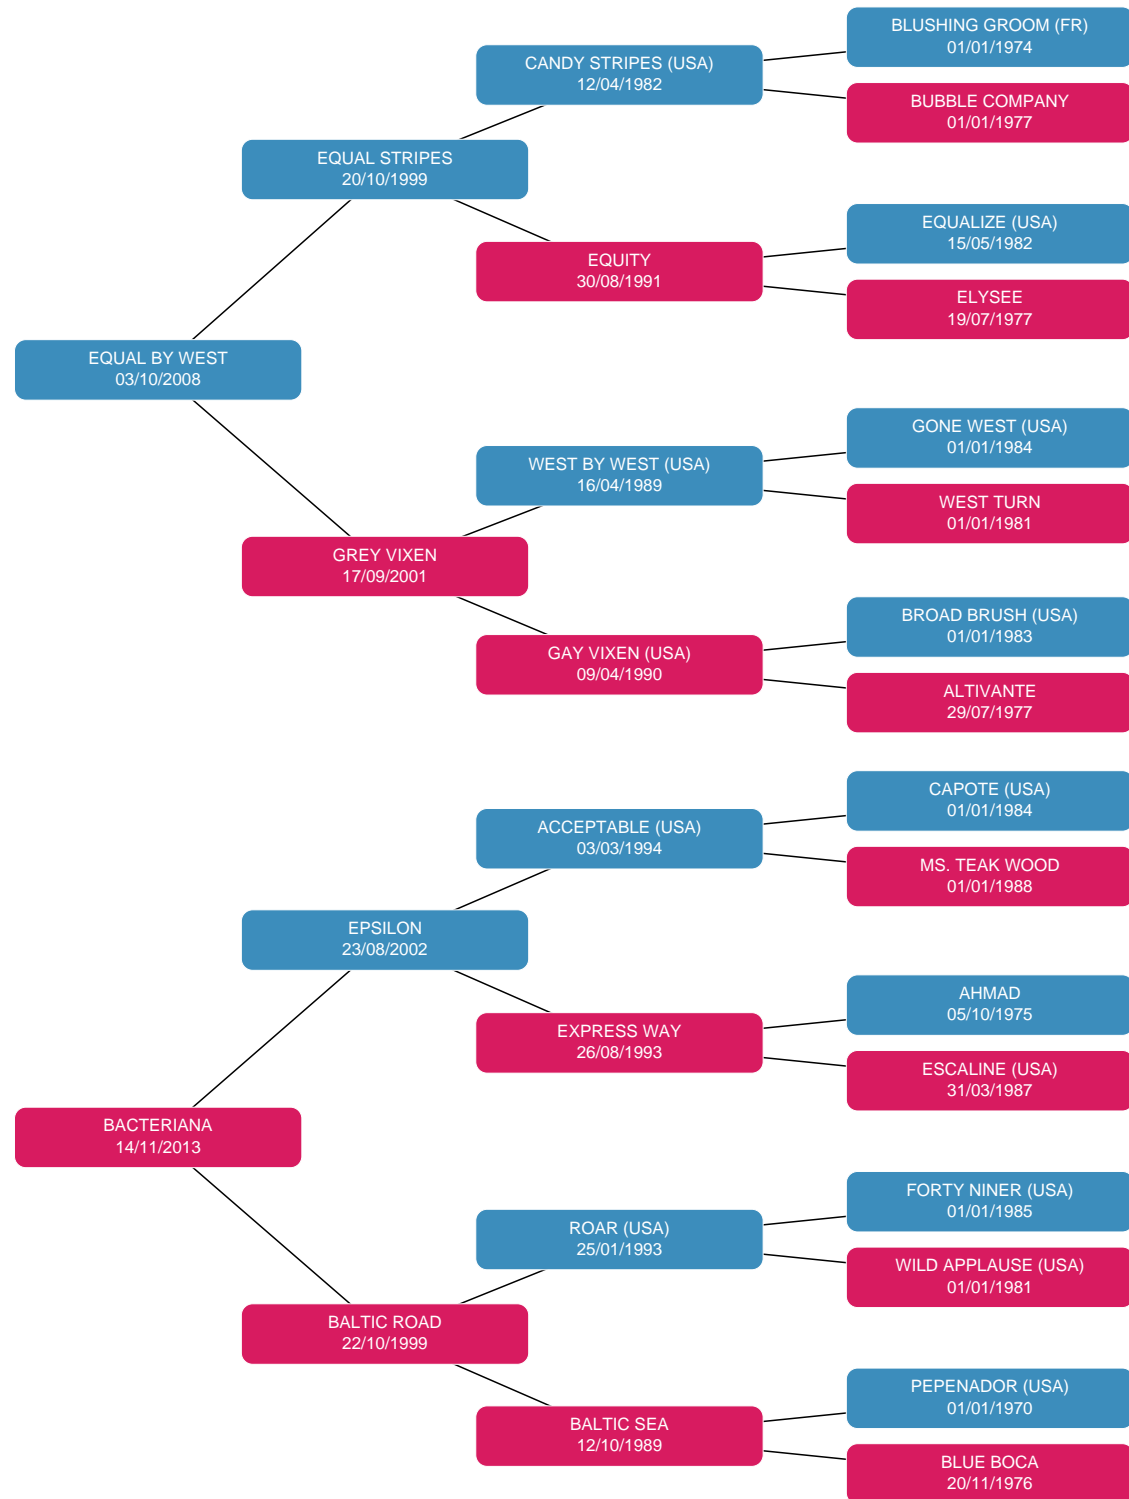 BLUSHING GROOM (FR)
01/01/1974
CANDY STRIPES (USA)
12/04/1982
BUBBLE COMPANY
01/01/1977
EQUAL STRIPES
20/10/1999
EQUALIZE (USA)
15/05/1982
EQUITY
30/08/1991
ELYSEE
19/07/1977
EQUAL BY WEST
03/10/2008
GONE WEST (USA)
01/01/1984
WEST BY WEST (USA)
16/04/1989
WEST TURN
01/01/1981
GREY VIXEN
17/09/2001
BROAD BRUSH (USA)
01/01/1983
GAY VIXEN (USA)
09/04/1990
ALTIVANTE
29/07/1977
CAPOTE (USA)
01/01/1984
ACCEPTABLE (USA)
03/03/1994
MS. TEAK WOOD
01/01/1988
EPSILON
23/08/2002
AHMAD
05/10/1975
EXPRESS WAY
26/08/1993
ESCALINE (USA)
31/03/1987
BACTERIANA
14/11/2013
FORTY NINER (USA)
01/01/1985
ROAR (USA)
25/01/1993
WILD APPLAUSE (USA)
01/01/1981
BALTIC ROAD
22/10/1999
PEPENADOR (USA)
01/01/1970
BALTIC SEA
12/10/1989
BLUE BOCA
20/11/1976